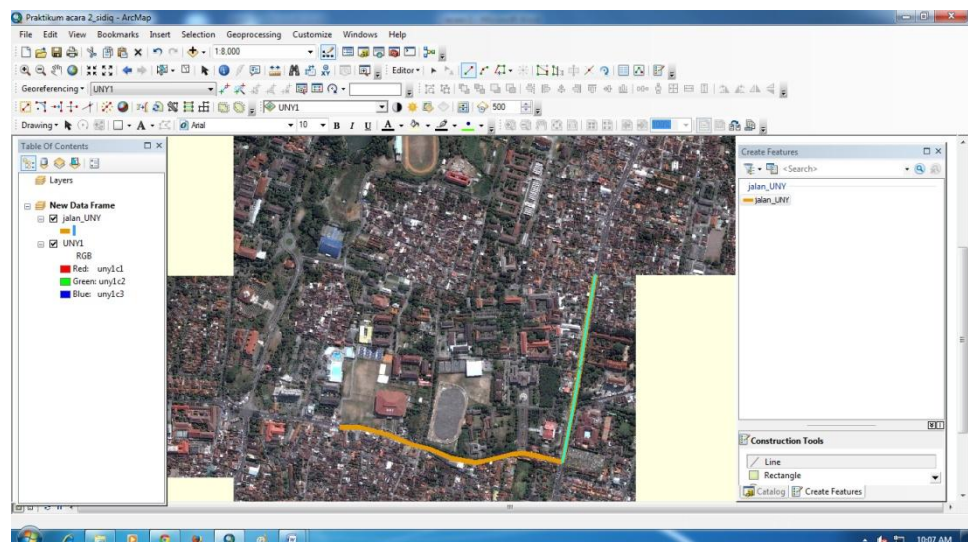 Praktikum acara 2_sidiq - ArcMap
File Edit View Bookmarks Insert Selection Geoprocessing Customize Windows Help
1:8,000
Editor
Georeferencing UNY1
UNY1
500
Drawing A Arial 10 B I U A
Table Of Contents
Layers
New Data Frame
jalan_UNY
UNY1
RGB
Red: uny1c1
Green: uny1c2
Blue: uny1c3
Create Features
<Search>
jalan_UNY
jalan_UNY
Construction Tools
Line
Rectangle
Catalog Create Features
10:07 AM